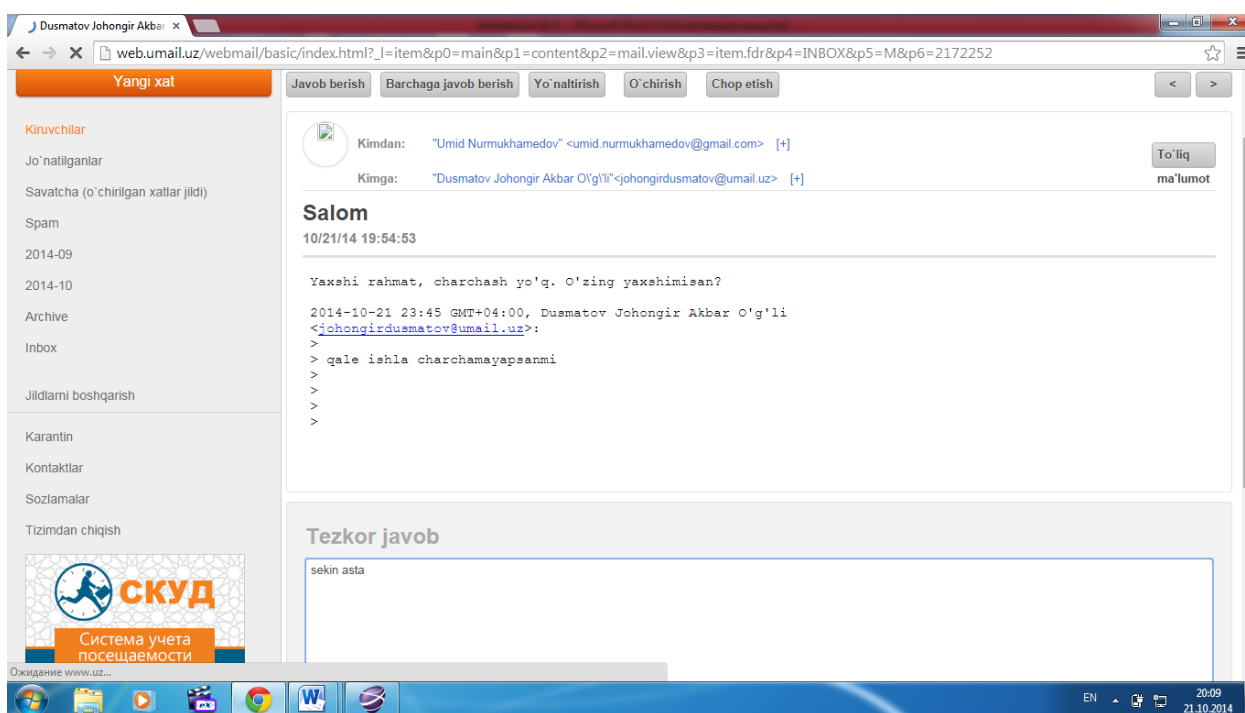 Dusmatov Johongir Akbar
web.umail.uz/webmail/basic/index.html?_l=item&p0=main&p1=content&p2=mail.view&p3=item.fdr&p4=INBOX&p5=M&p6=2172252
Yangi xat
Javob berish Barchaga javob berish Yo`naltirish O`chirish Chop etish < >
Kiruvchilar
Jo`natilganlar
Savatcha (o`chirilgan xatlar jildi)
Spam
2014-09
2014-10
Archive
Inbox
Jildlarni boshqarish
Karantin
Kontaktlar
Sozlamalar
Tizimdan chiqish
СКУД
Система учета
посещаемости
Kimdan: "Umid Nurmukhamedov" <umid.nurmukhamedov@gmail.com> [+]
Kimga: "Dusmatov Johongir Akbar O\'g\'li"<johongirdusmatov@umail.uz> [+]
To`liq
ma'lumot
Salom
10/21/14 19:54:53
Yaxshi rahmat, charchash yo'q. O'zing yaxshimisan?
2014-10-21 23:45 GMT+04:00, Dusmatov Johongir Akbar O'g'li
<johongirdusmatov@umail.uz>:
>
> qale ishla charchamayapsanmi
>
>
>
>
Tezkor javob
sekin asta
Ожидание www.uz...
EN 20:09
21.10.2014